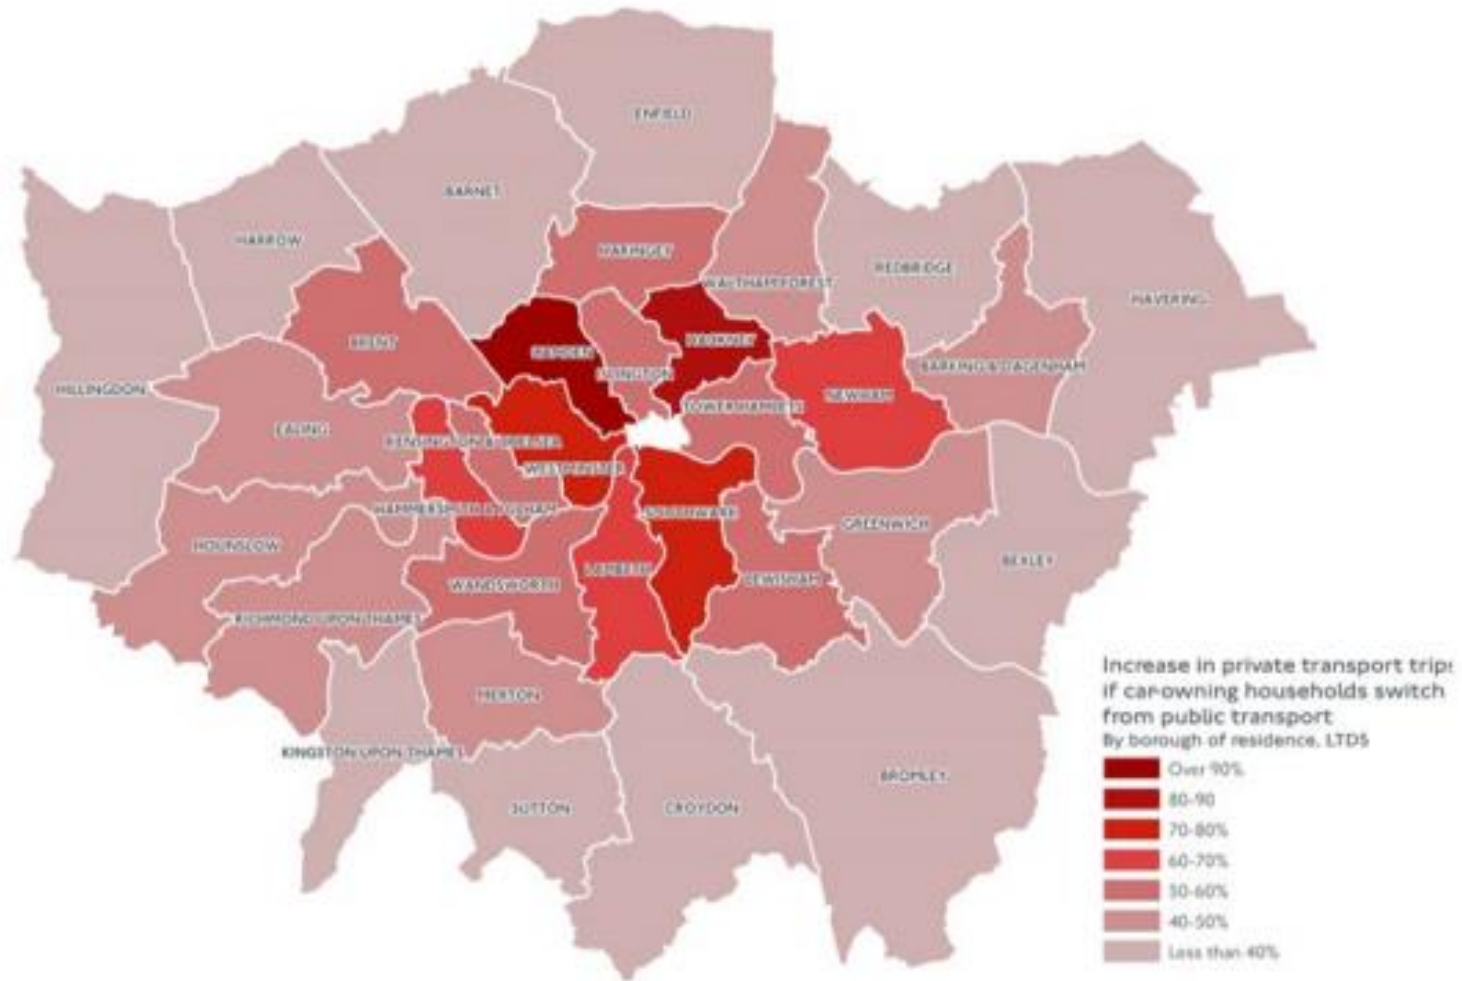 ENFIELD
BARNET
HARROW
HARINGEY
WALTHAM FOREST
REDBRIDGE
HAVERING
BRENT
CAMDEN
HACKNEY
ISLINGTON
BARKING & DAGENHAM
HILLINGDON
NEWHAM
TOWER HAMLETS
EALING
KENSINGTON & CHELSEA
WESTMINSTER
HAMMERSMITH & FULHAM
SOUTHWARK
GREENWICH
HOUNSLOW
BEXLEY
LAMBETH
WANDSWORTH
LEWISHAM
RICHMOND UPON THAMES
MERTON
KINGSTON UPON THAMES
BROMLEY
SUTTON
CROYDON
Increase in private transport trips
if car-owning households switch
from public transport
By borough of residence, LTDS
Over 90%
80-90
70-80%
60-70%
50-60%
40-50%
Less than 40%